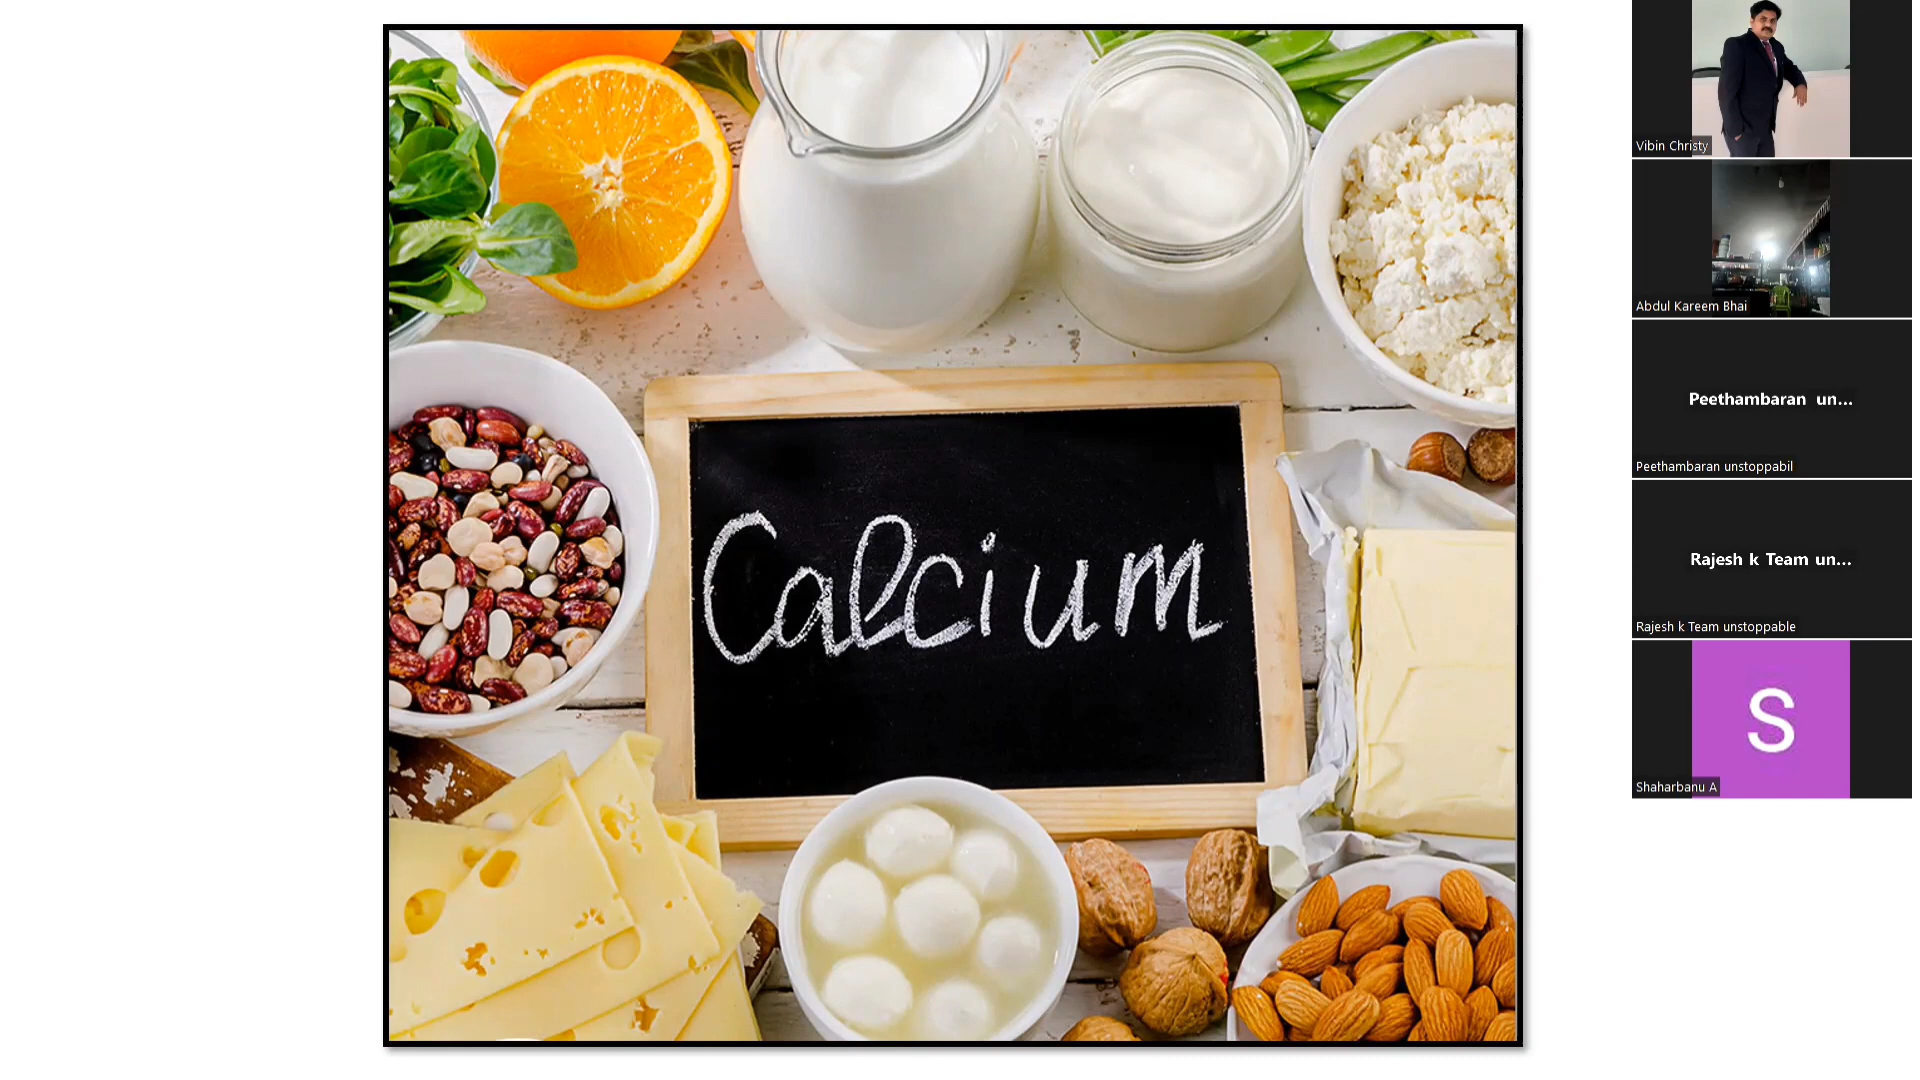 Calcium
Vibin Christy
Abdul Kareem Bhai
Peethambaran un...
Peethambaran unstoppabil
Rajesh k Team un...
Rajesh k Team unstoppable
S
Shaharbanu A